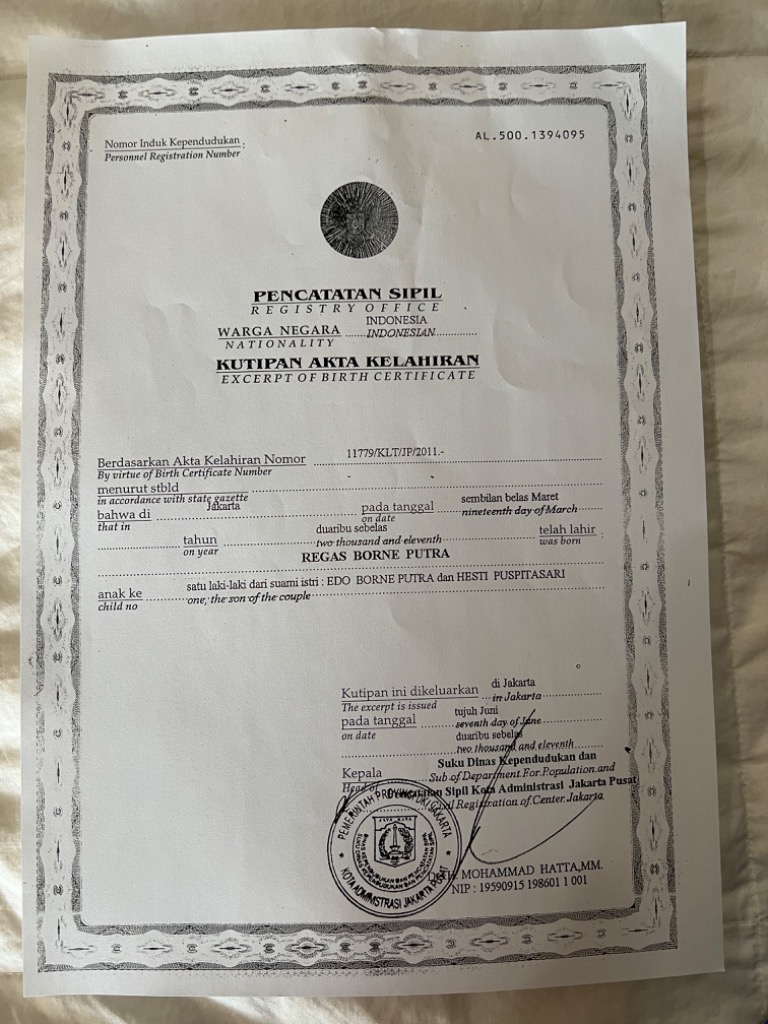 Nomor Induk Kependudukan :
Personnel Registration Number
AL.500.1394095
PENCATATAN SIPIL
REGISTRY OFFICE
INDONESIA
WARGA NEGARA INDONESIAN
NATIONALITY
KUTIPAN AKTA KELAHIRAN
EXCERPT OF BIRTH CERTIFICATE
Berdasarkan Akta Kelahiran Nomor 11779/KLT/JP/2011.-
By virtue of Birth Certificate Number
menurut stbld
in accordance with state gazette
bahwa di Jakarta pada tanggal sembilan belas Maret
that in on date nineteenth day of March
duaribu sebelas
tahun two thousand and eleventh telah lahir :
on year was born
REGAS BORNE PUTRA
anak ke satu laki-laki dari suami istri : EDO BORNE PUTRA dan HESTI PUSPITASARI
child no one, the son of the couple
Kutipan ini dikeluarkan di Jakarta
The excerpt is issued in Jakarta
pada tanggal tujuh Juni
on date seventh day of June
duaribu sebelas
two thousand and eleventh
Suku Dinas Kependudukan dan
Kepala Sub of Department For Population and
Head of Sipil Kota Administrasi Jakarta Pusat
Registration of Center Jakarta
PEMERINTAH PROVINSI DKI JAKARTA
JAYA RAYA
KOTA ADMINISTRASI JAKARTA PUSAT
MOHAMMAD HATTA,MM.
NIP : 19590915 198601 1 001